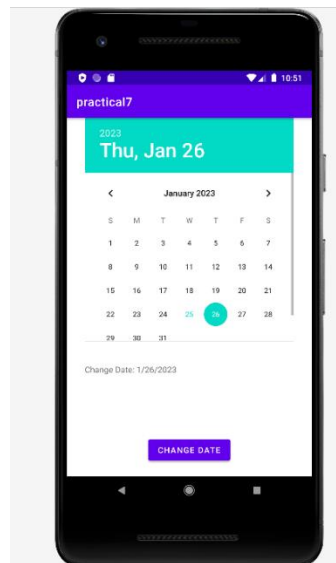 10:51
practical7
2023
Thu, Jan 26
January 2023
S M T W T F S
1 2 3 4 5 6 7
8 9 10 11 12 13 14
15 16 17 18 19 20 21
22 23 24 25 26 27 28
29 30 31
Change Date: 1/26/2023
CHANGE DATE